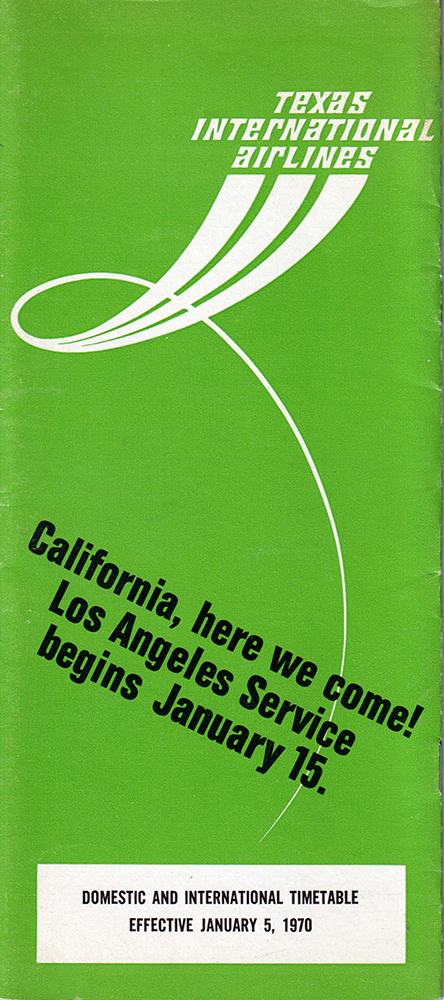 Texas
International
Airlines
California, here we come!
Los Angeles Service
begins January 15.
DOMESTIC AND INTERNATIONAL TIMETABLE
EFFECTIVE JANUARY 5, 1970